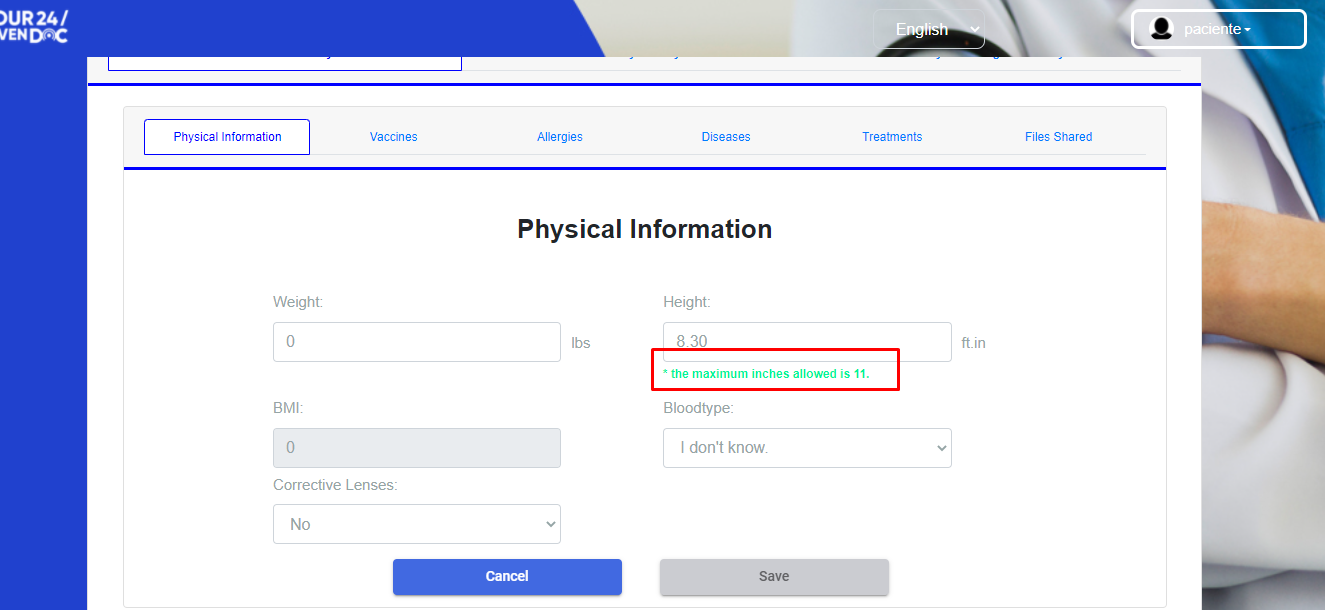 OUR 24/
VEN DOC
English
paciente
Physical Information
Vaccines
Allergies
Diseases
Treatments
Files Shared
Physical Information
Weight:
0
lbs
Height:
8.30
ft.in
* the maximum inches allowed is 11.
BMI:
0
Bloodtype:
I don't know.
Corrective Lenses:
No
Cancel
Save